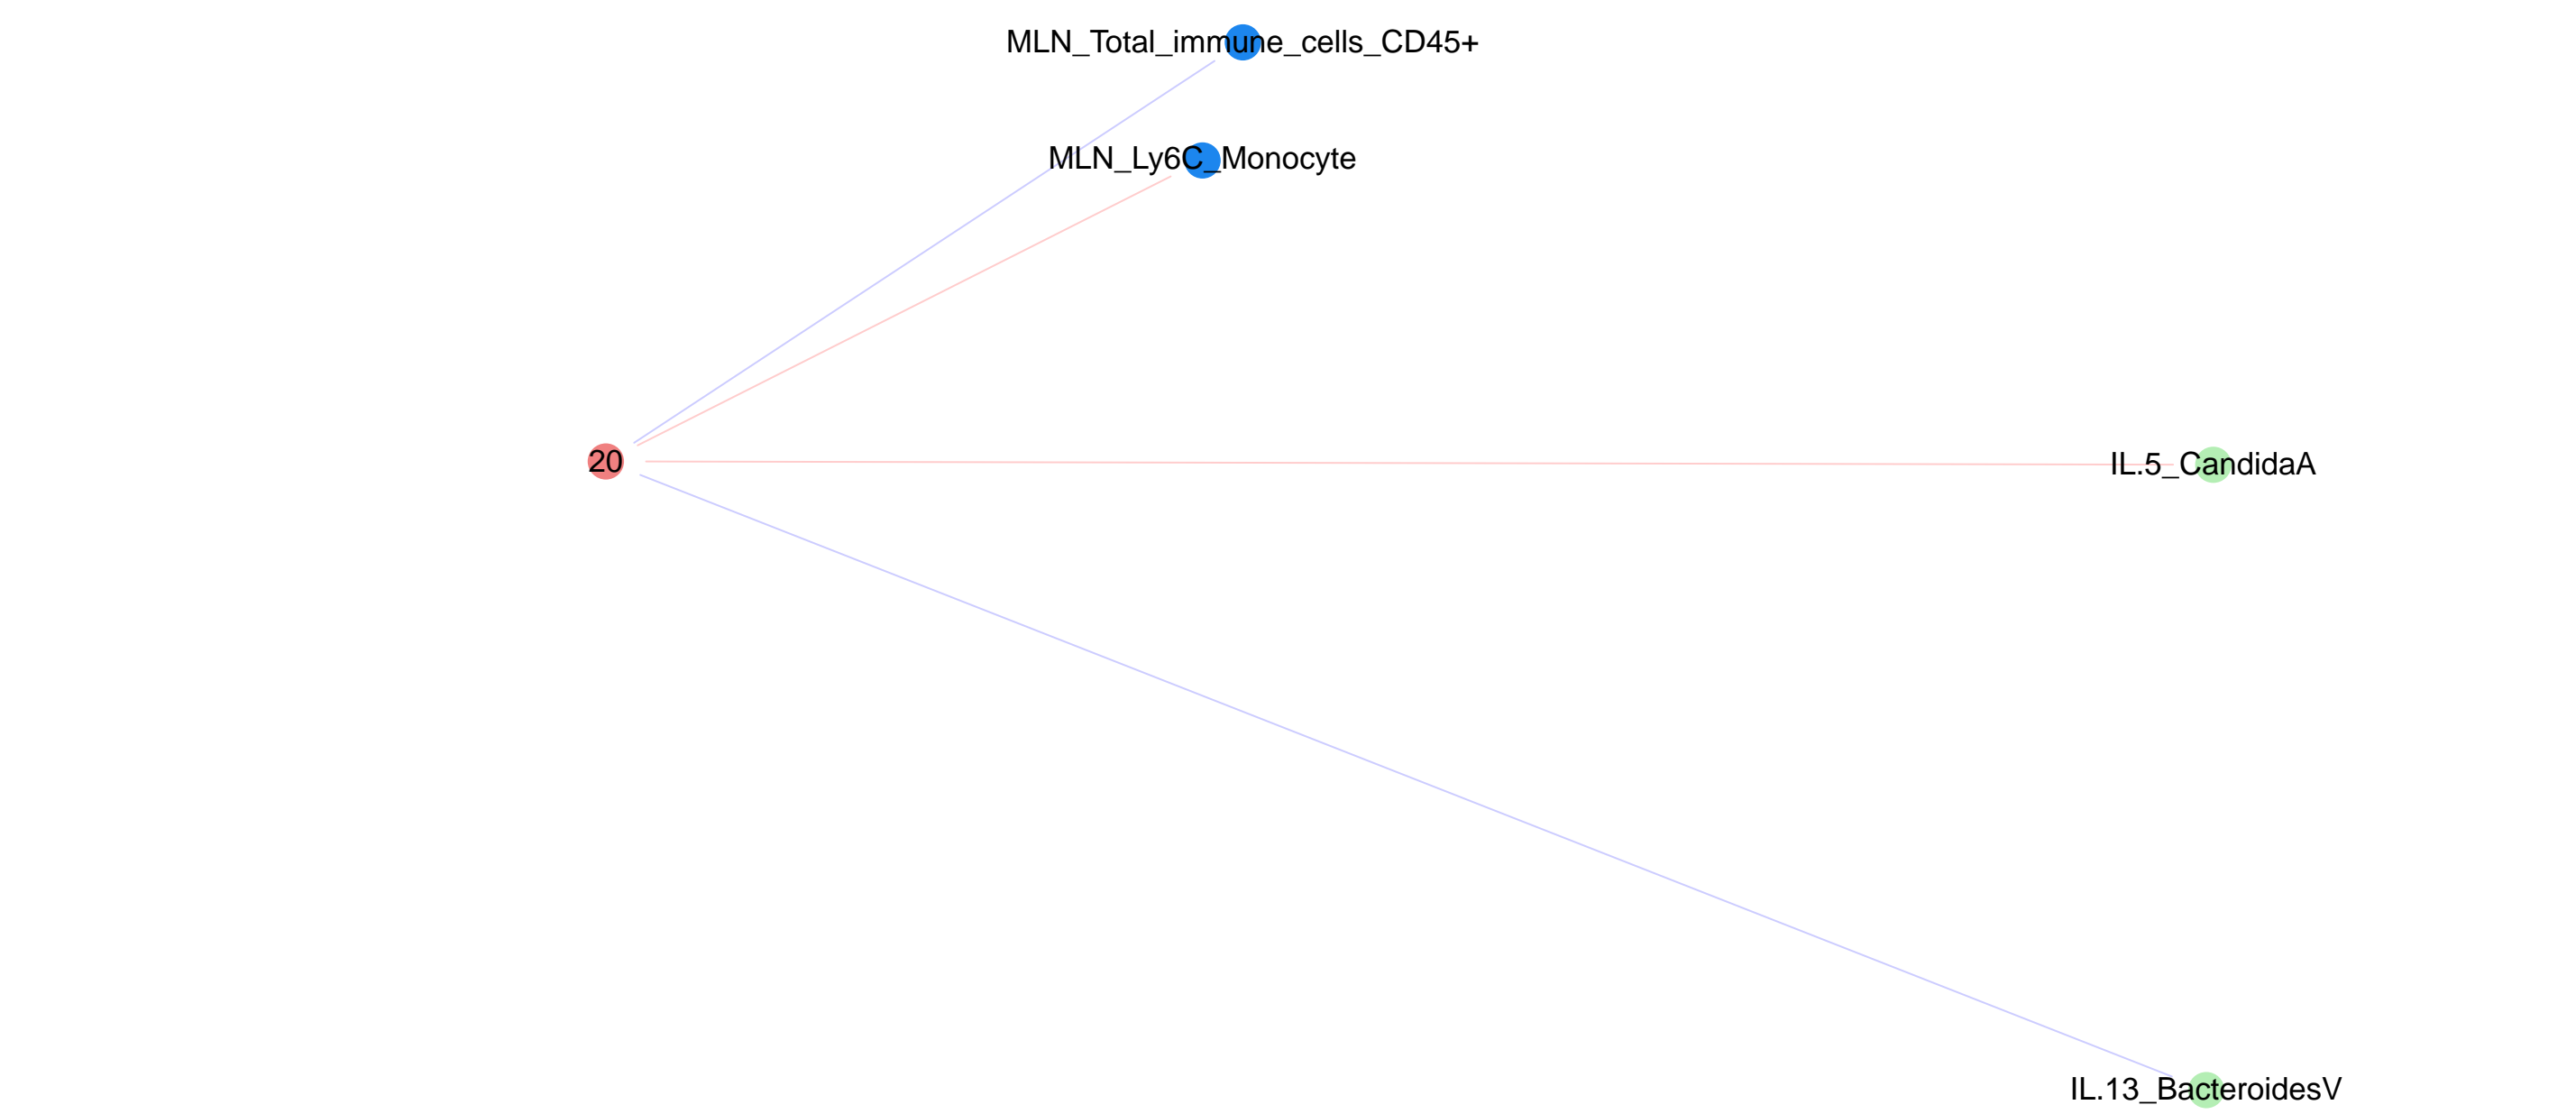 MLN_Total_immune_cells_CD45+
MLN_Ly6C_Monocyte
20
IL.5_CandidaA
IL.13_BacteroidesV